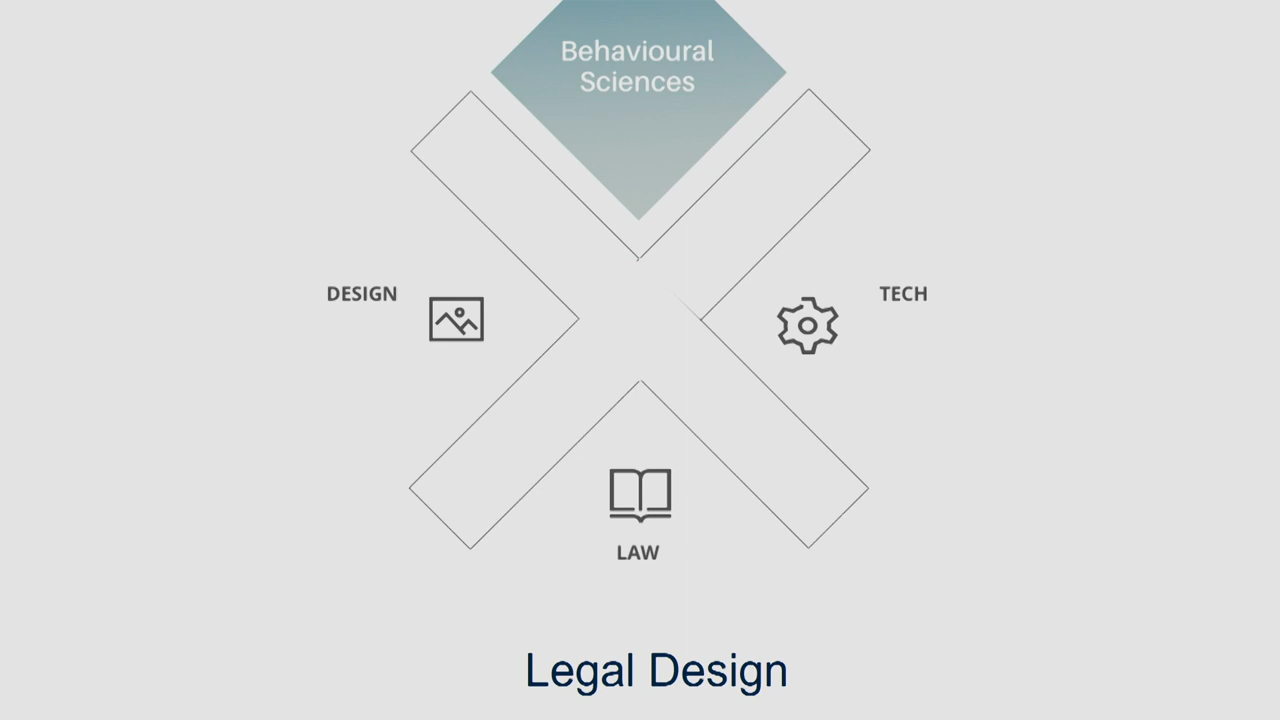 Behavioural
Sciences
DESIGN
TECH
LAW
Legal Design